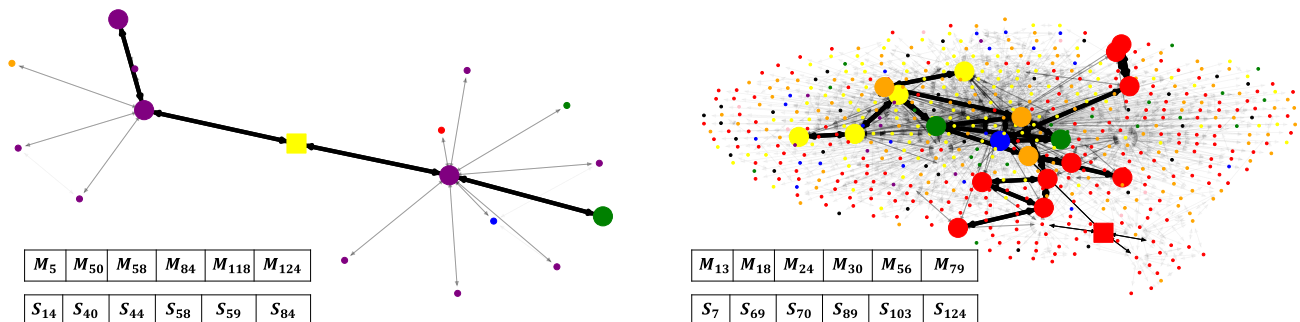 M5 M50 M58 M84 M118 M124
S14 S40 S44 S58 S59 S84
M13 M18 M24 M30 M56 M79
S7 S69 S70 S89 S103 S124